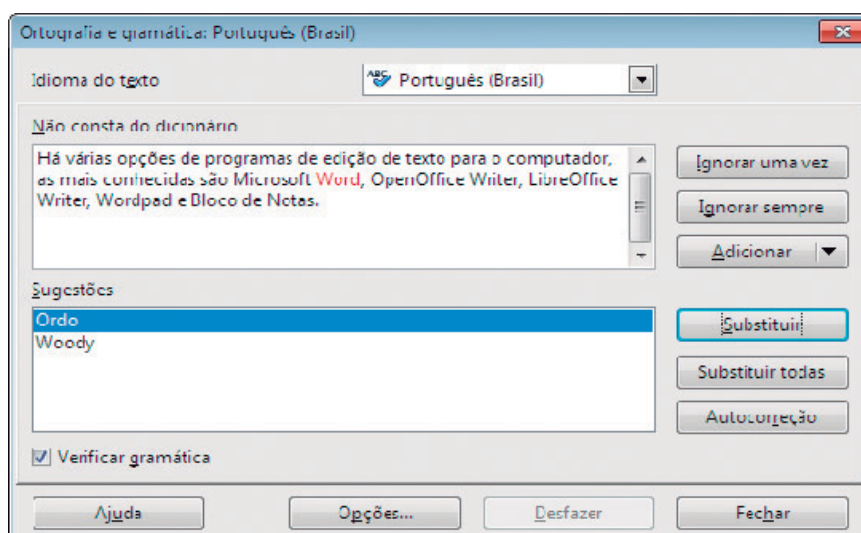 Ortografia e gramática: Português (Brasil)
Idioma do texto
ABC Português (Brasil)
Não consta do dicionário
Há várias opções de programas de edição de texto para o computador,
as mais conhecidas são Microsoft Word, OpenOffice Writer, LibreOffice
Writer, Wordpad e Bloco de Notas.
Ignorar uma vez
Ignorar sempre
Adicionar
Sugestões
Ordo
Woody
Substituir
Substituir todas
Autocorreção
Verificar gramática
Ajuda
Opções...
Desfazer
Fechar